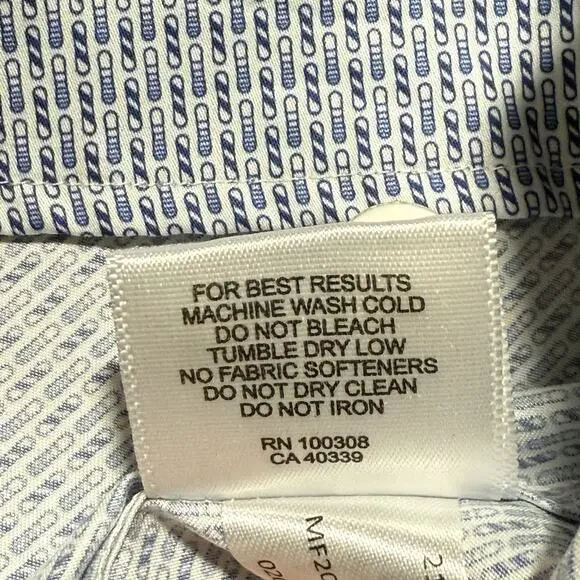 FOR BEST RESULTS
MACHINE WASH COLD
DO NOT BLEACH
TUMBLE DRY LOW
NO FABRIC SOFTENERS
DO NOT DRY CLEAN
DO NOT IRON
RN 100308
CA 40339